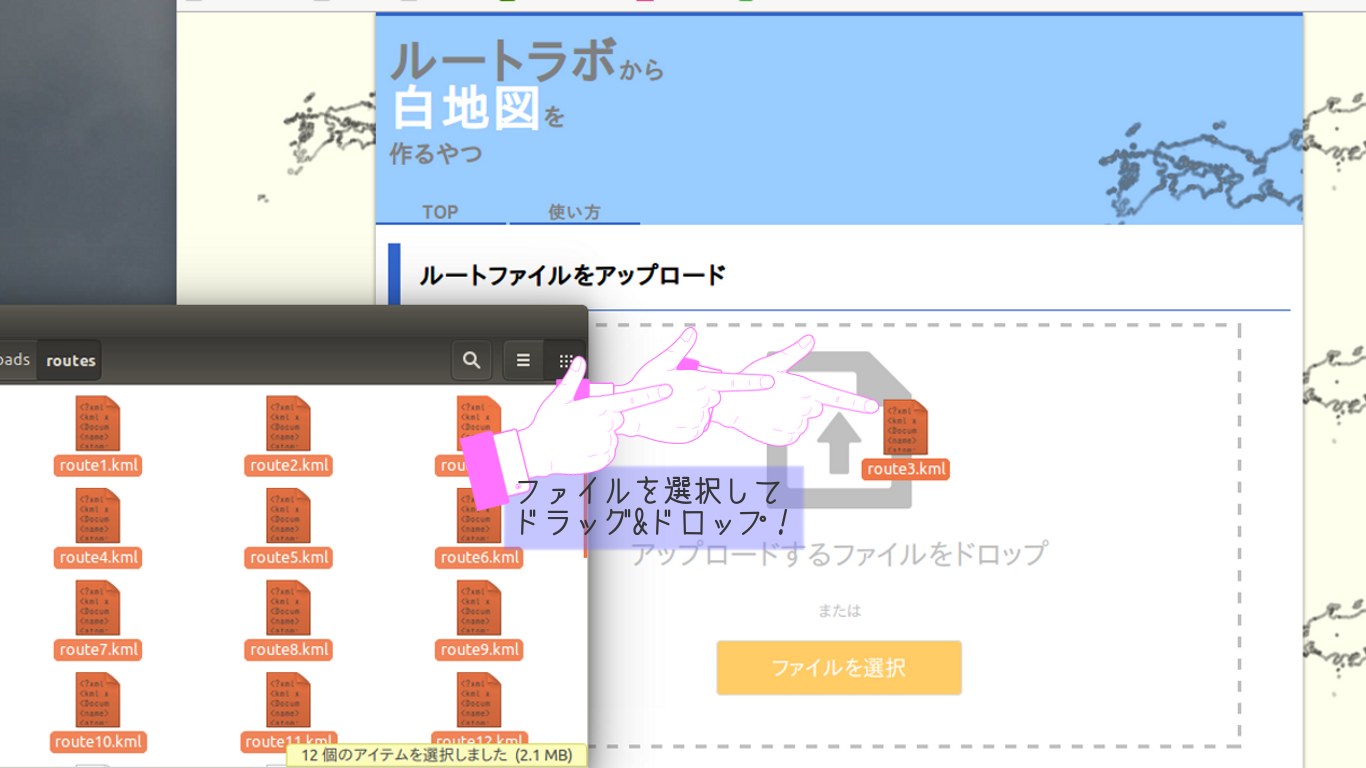 ルートラボから
白地図を
作るやつ
TOP 使い方
ルートファイルをアップロード
routes
route1.kml route2.kml
route3.kml
route4.kml route5.kml route6.kml
route7.kml route8.kml route9.kml
route10.kml route11.kml route12.kml
12 個のアイテムを選択しました (2.1 MB)
ファイルを選択して
ドラッグ&ドロップ!
アップロードするファイルをドロップ
または
ファイルを選択